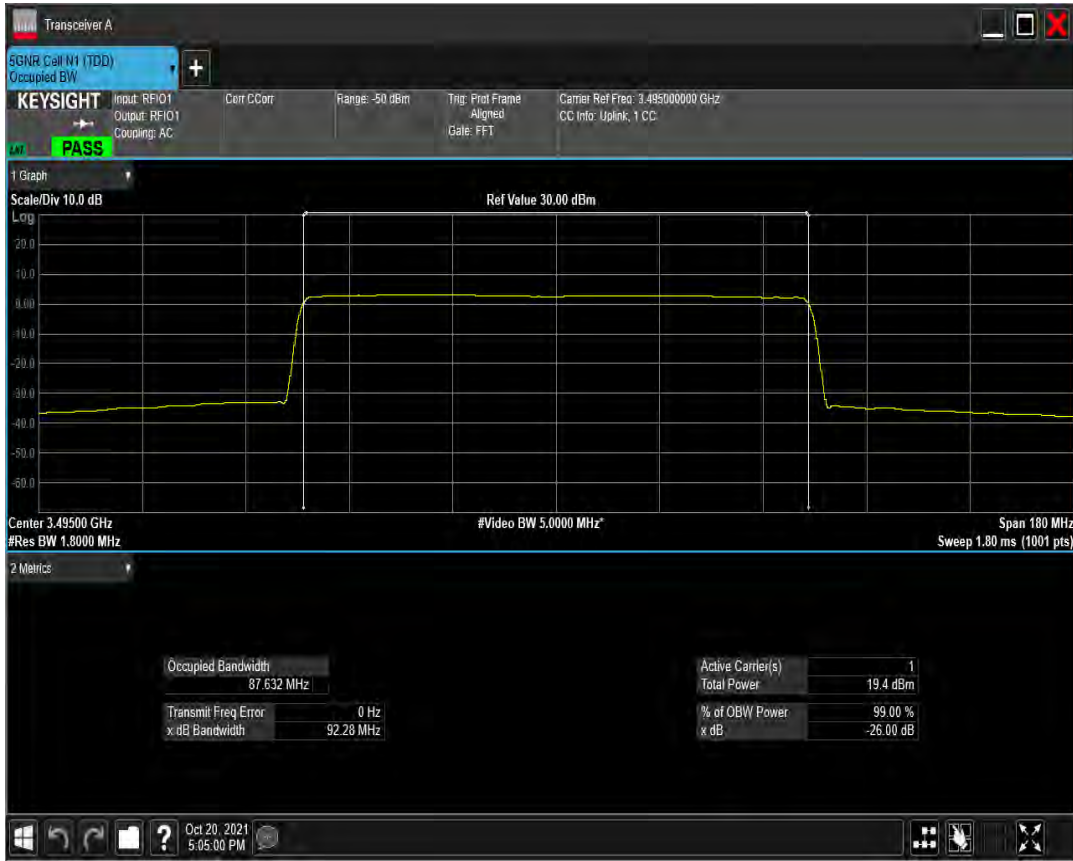 Transceiver A
5GNR Cell N1 (TDD)
Occupied BW
+
KEYSIGHT
Input: RFIO1
Output: RFIO1
Coupling: AC
PASS
Corr CCorr
Range: -50 dBm
Trig: Prot Frame
Aligned
Gate: FFT
Carrier Ref Freq: 3.495000000 GHz
CC Info: Uplink, 1 CC
1 Graph
Scale/Div 10.0 dB
Ref Value 30.00 dBm
Log
20.0
10.0
0.00
-10.0
-20.0
-30.0
-40.0
-50.0
-60.0
Center 3.49500 GHz
#Video BW 5.0000 MHz*
Span 180 MHz
#Res BW 1.8000 MHz
Sweep 1.80 ms (1001 pts)
2 Metrics
Occupied Bandwidth
87.632 MHz
Transmit Freq Error 0 Hz
x dB Bandwidth 92.28 MHz
Active Carrier(s) 1
Total Power 19.4 dBm
% of OBW Power 99.00 %
x dB -26.00 dB
?
Oct 20, 2021
5:05:00 PM